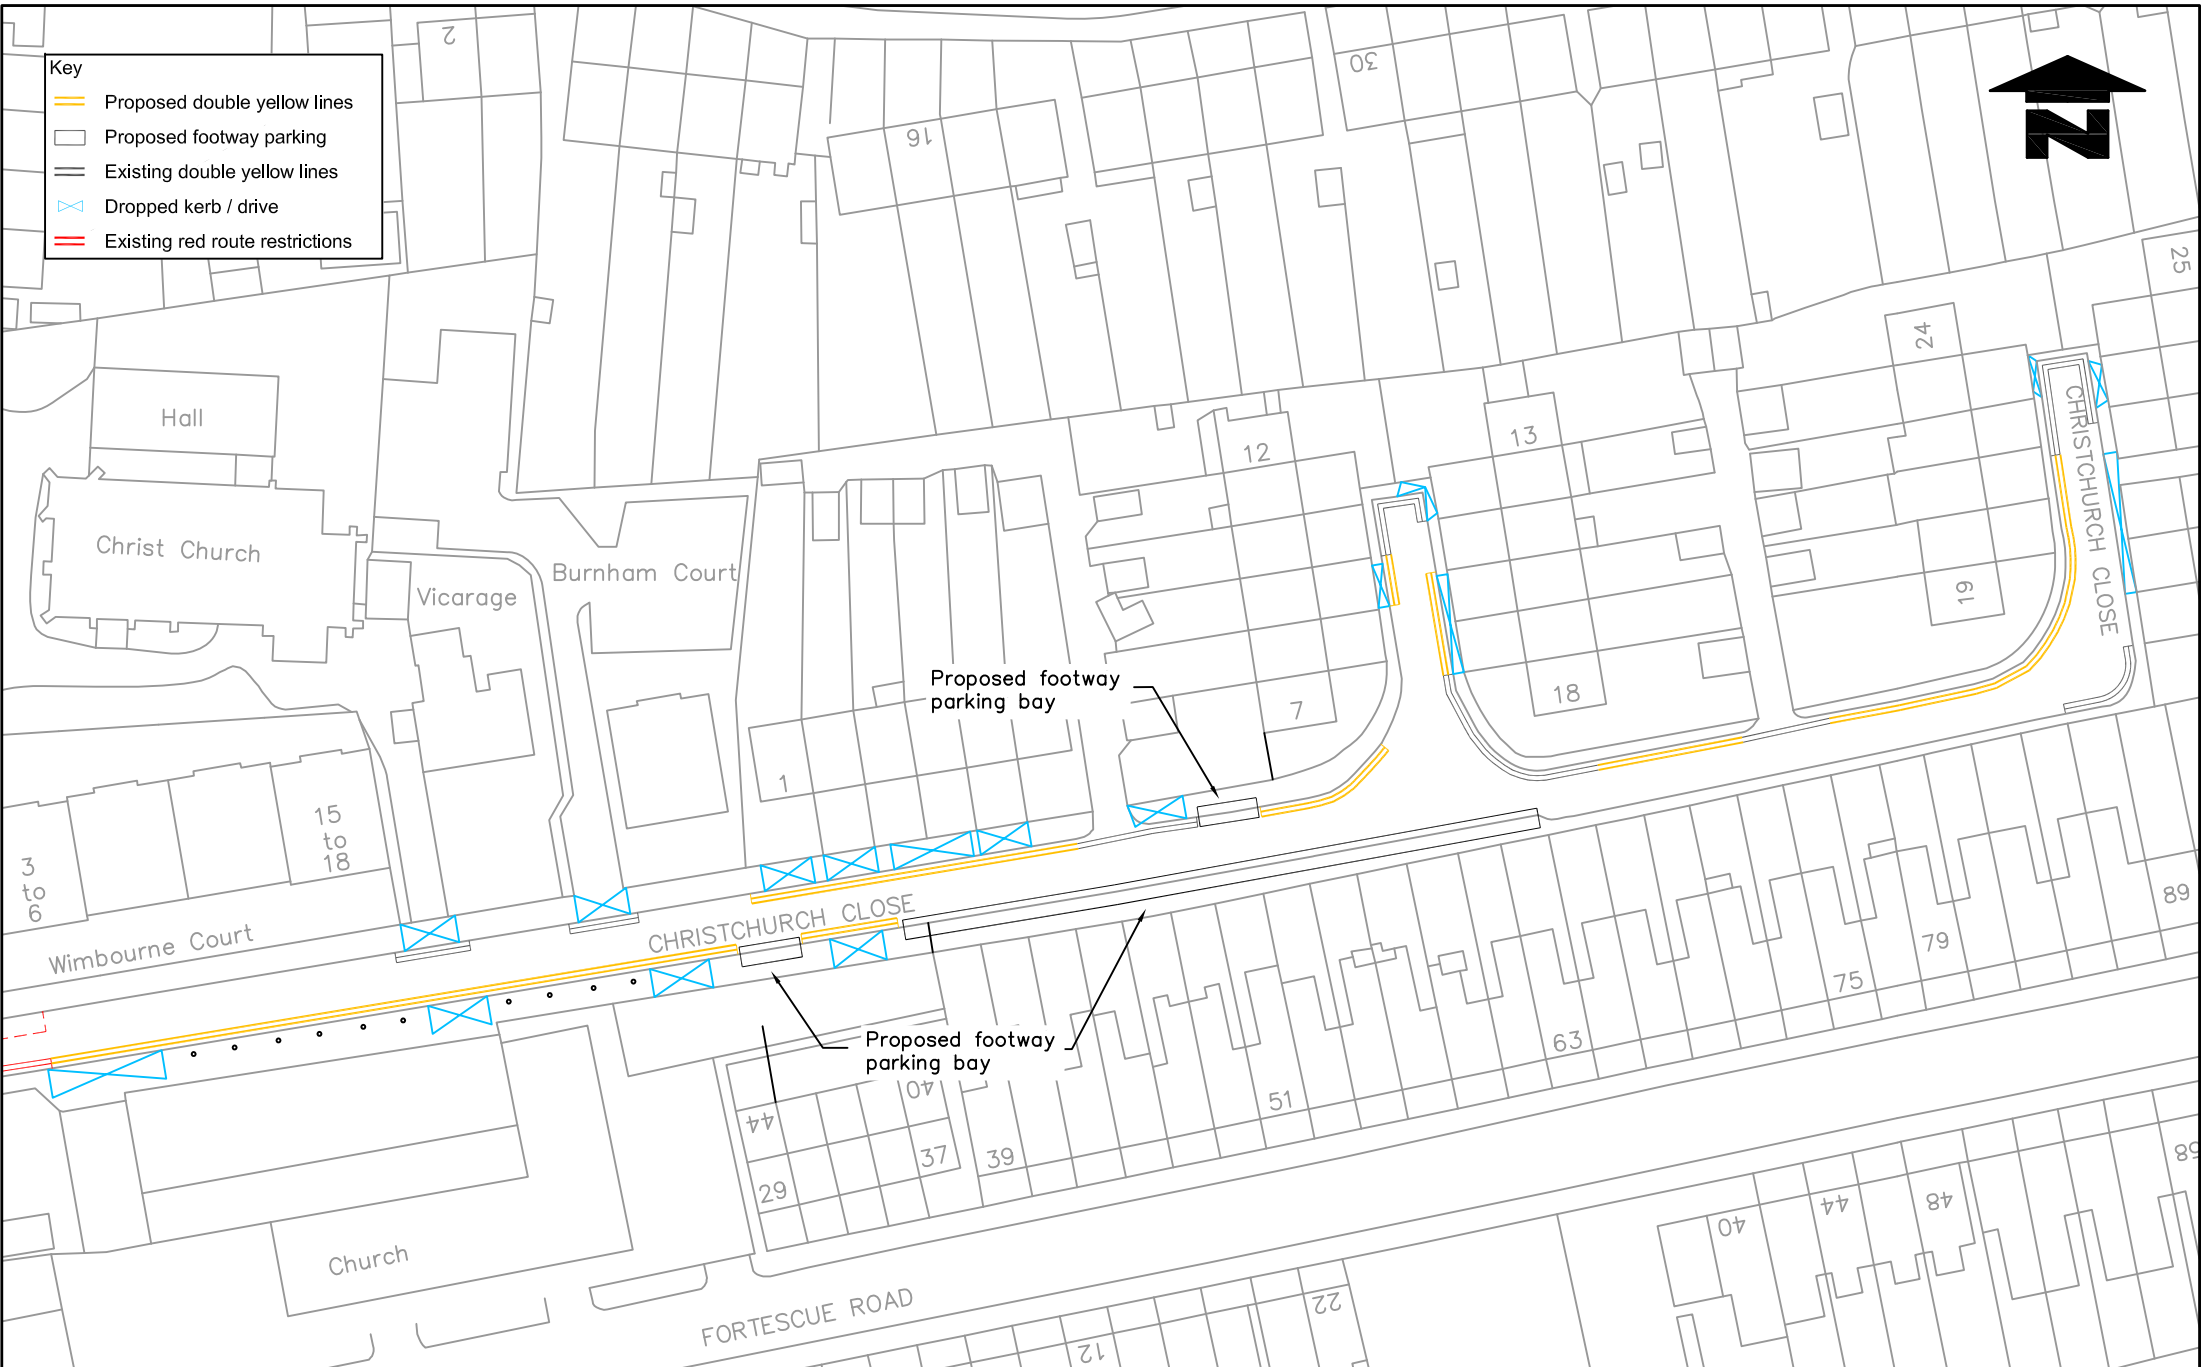 Key
Proposed double yellow lines
Proposed footway parking
Existing double yellow lines
Dropped kerb / drive
Existing red route restrictions
2
30
16
N
25
24
Hall
CHRISTCHURCH CLOSE
12
13
Christ Church
Burnham Court
Vicarage
19
Proposed footway
parking bay
18
7
1
15
to
18
3
to
6
CHRISTCHURCH CLOSE
Wimbourne Court
89
79
75
63
Proposed footway
parking bay
40
44
51
37
39
29
40
44
48
Church
FORTESCUE ROAD
22
12